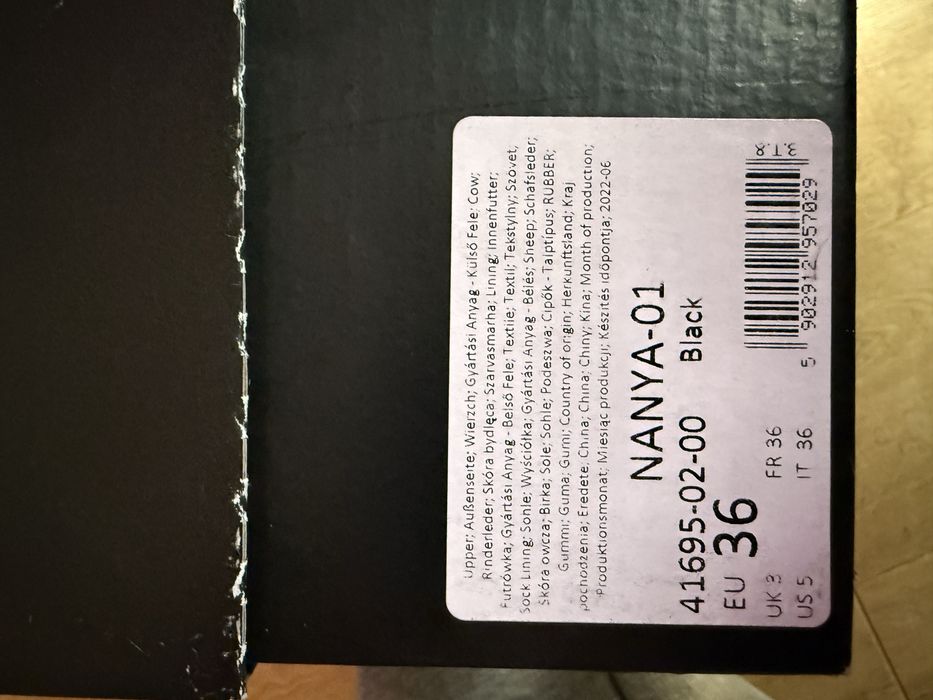 Upper; Außenseite; Wierzch; Gyártási Anyag - Külső Fele; Cow;
Rinderleder; Skóra bydlęca; Szarvasmarha; Lining; Innenfutter;
Futrówka; Gyártási Anyag - Belső Fele; Textile; Textil; Tekstylny; Szövet,
Sock Lining; Sohle; Wyściółka; Gyártási Anyag - Bélés; Sheep; Schafsleder;
Skóra owcza; Birka; Sole; Sohle; Podeszwa; Cipők - Talptípus; RUBBER;
Gummi; Guma; Gumi; Country of origin; Herkunftsland; Kraj
pochodzenia; Eredete; China; China; Chiny; Kína; Month of production;
Produktionsmonat; Miesiąc produkcji; Készítés időpontja; 2022-06
NANYA-01
41695-02-00 Black
EU 36
UK 3 FR 36
US 5 IT 36
5 902912 957029
3.T